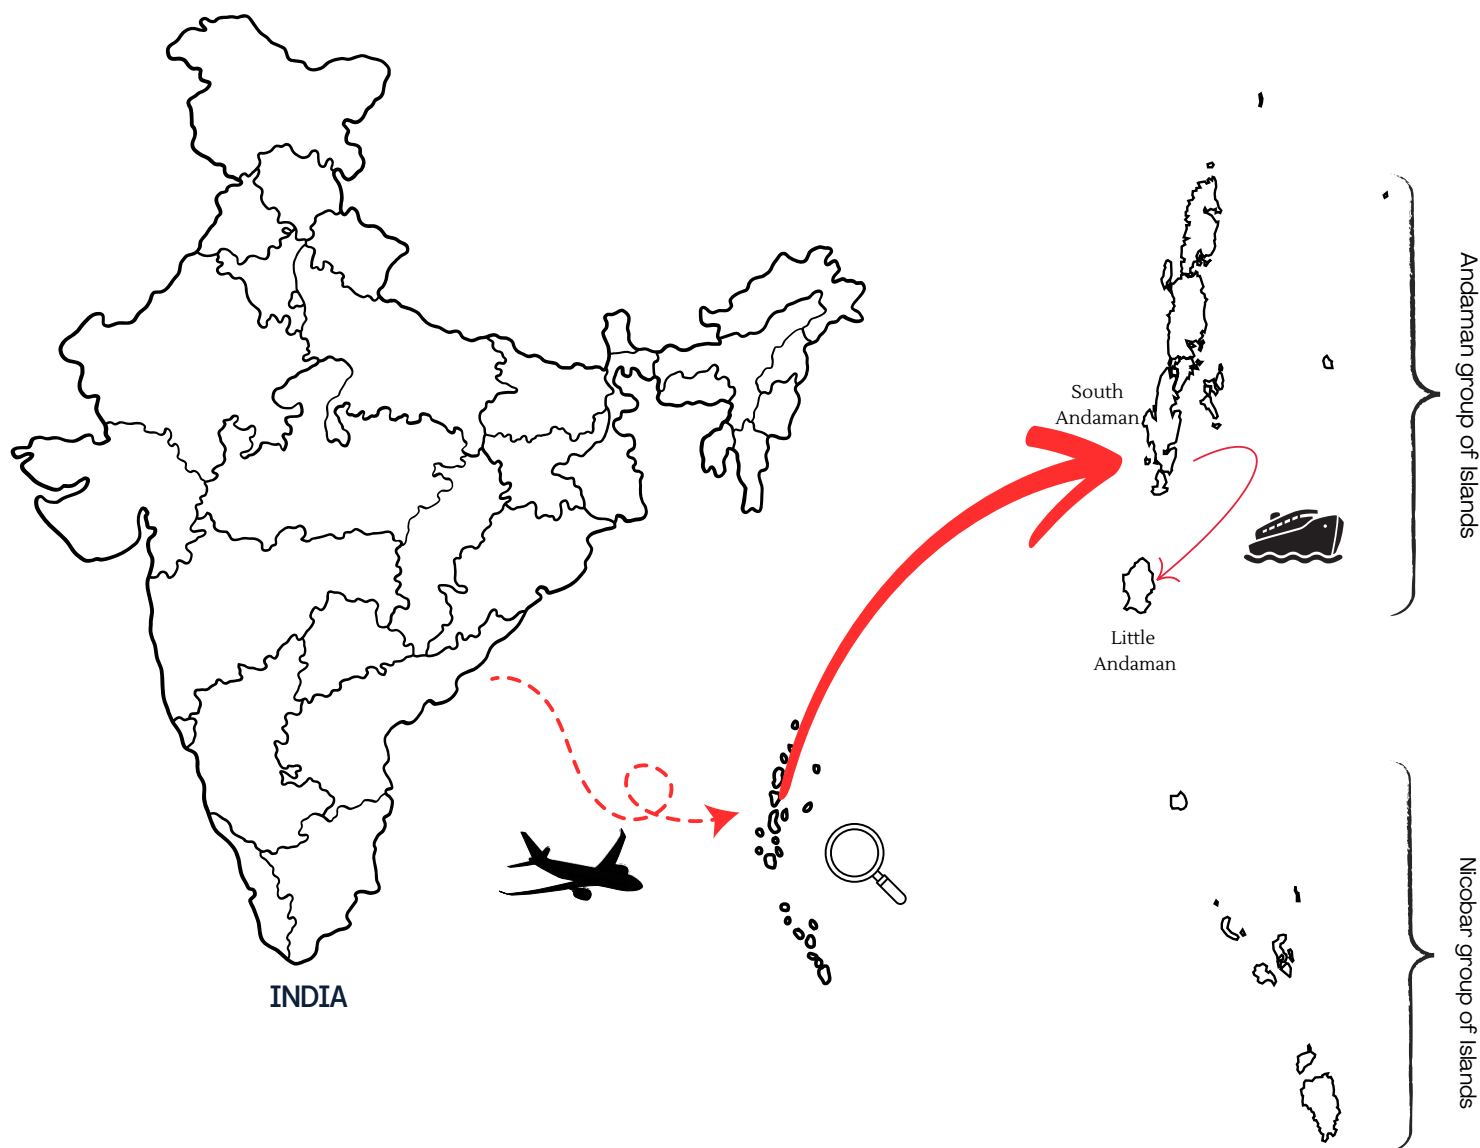 South
Andaman
Little
Andaman
INDIA
Andaman group of Islands
Nicobar group of Islands